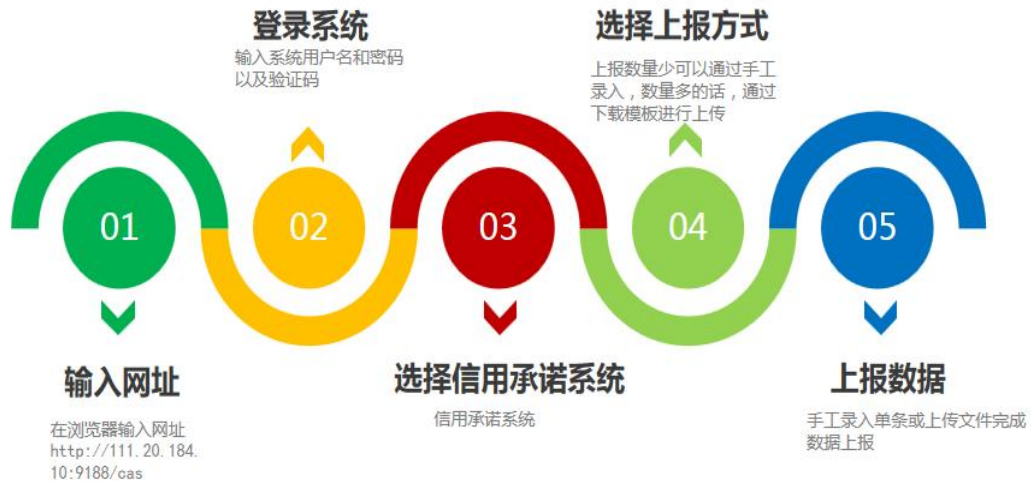 登录系统
输入系统用户名和密码
以及验证码
选择上报方式
上报数量少可以通过手工
录入，数量多的话，通过
下载模板进行上传
01
02
03
04
05
输入网址
在浏览器输入网址
http://111.20.184.
10:9188/cas
选择信用承诺系统
信用承诺系统
上报数据
手工录入单条或上传文件完成
数据上报